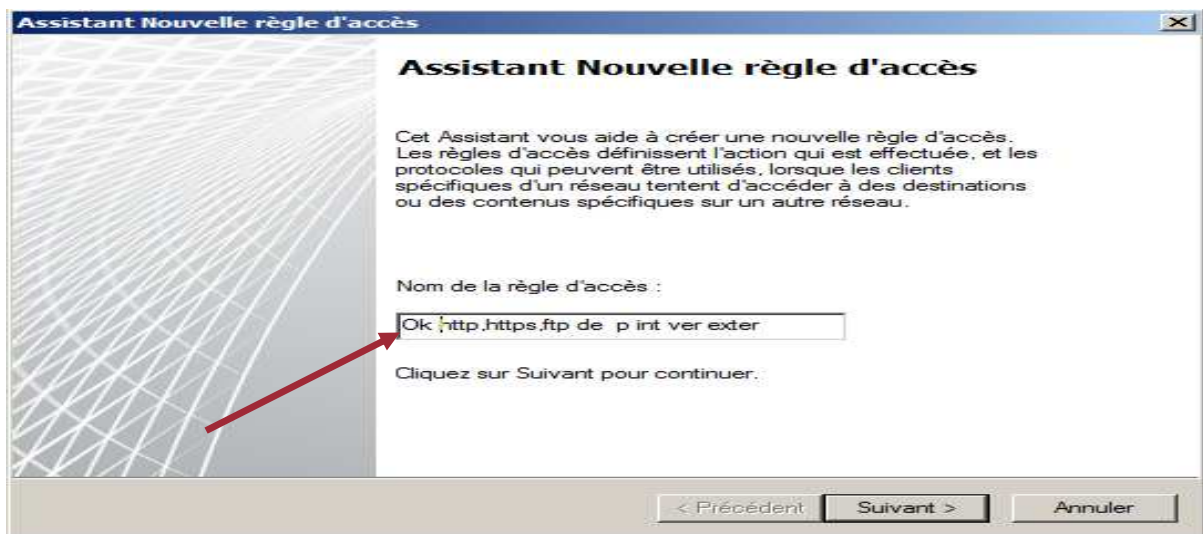 Assistant Nouvelle règle d'accès
Assistant Nouvelle règle d'accès
Cet Assistant vous aide à créer une nouvelle règle d'accès.
Les règles d'accès définissent l'action qui est effectuée, et les
protocoles qui peuvent être utilisés, lorsque les clients
spécifiques d'un réseau tentent d'accéder à des destinations
ou des contenus spécifiques sur un autre réseau.
Nom de la règle d'accès :
Ok http,https,ftp de  p int ver exter
Cliquez sur Suivant pour continuer.
< Précédent Suivant > Annuler